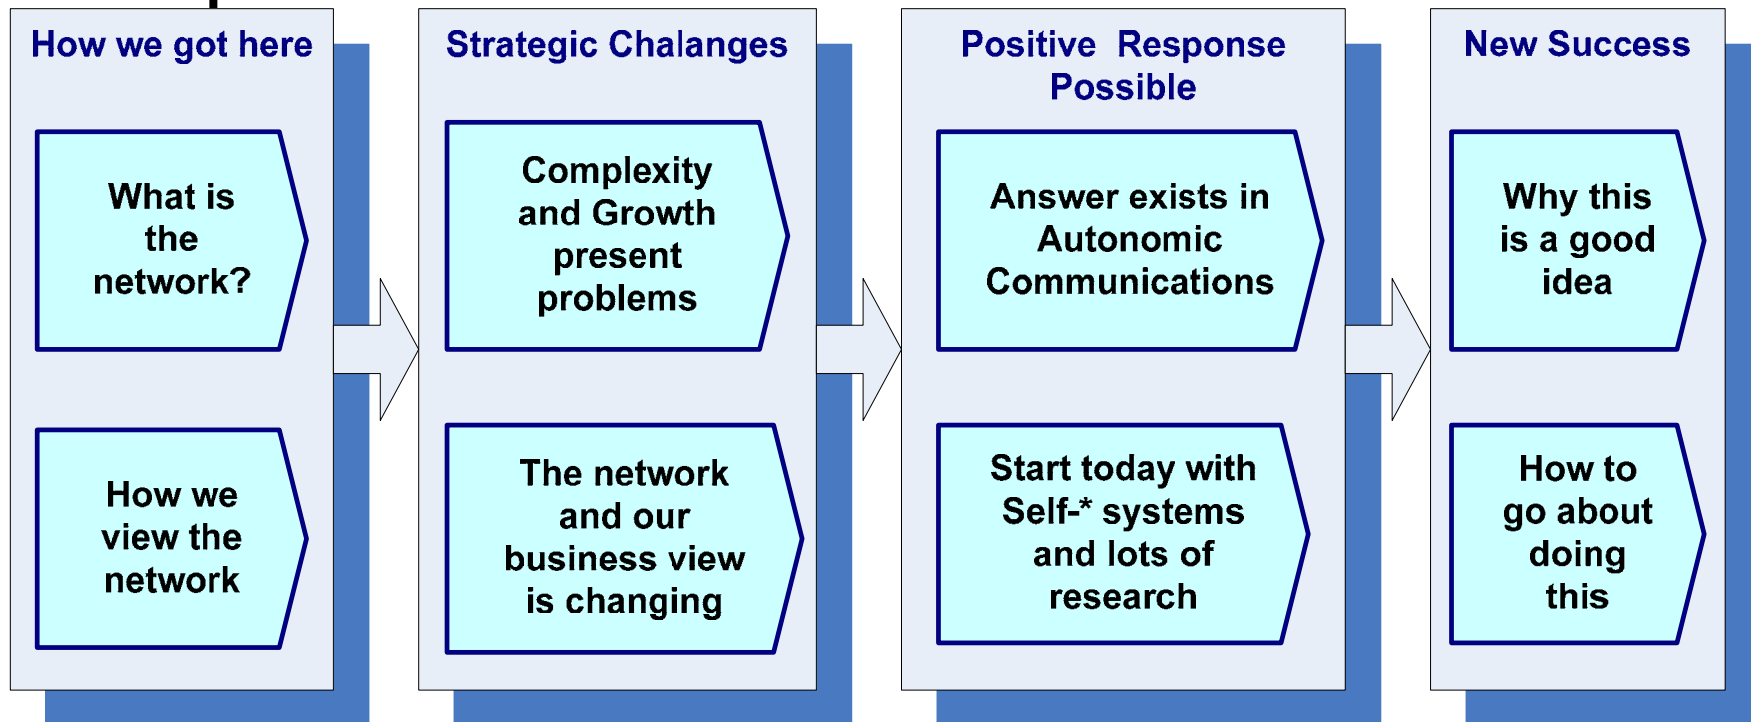 How we got here
What is
the
network?
How we
view the
network
Strategic Chalanges
Complexity
and Growth
present
problems
The network
and our
business view
is changing
Positive Response
Possible
Answer exists in
Autonomic
Communications
Start today with
Self-* systems
and lots of
research
New Success
Why this
is a good
idea
How to
go about
doing
this